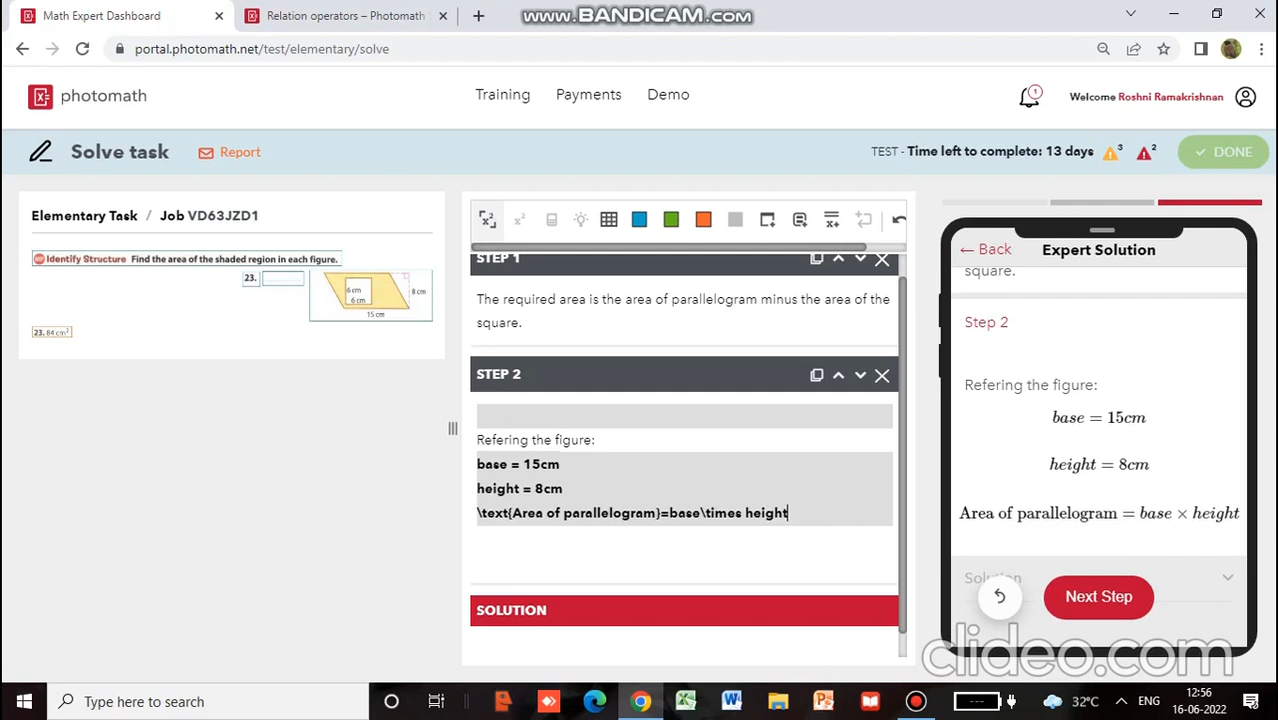 Math Expert Dashboard
Relation operators – Photomath S
www.BANDICAM.com
portal.photomath.net/test/elementary/solve
photomath
Training Payments Demo
1
Welcome Roshni Ramakrishnan
Solve task
Report
TEST - Time left to complete: 13 days
3
2
DONE
Elementary Task / Job VD63JZD1
Identify Structure Find the area of the shaded region in each figure.
23.
6 cm
6 cm
8 cm
15 cm
23. 84 cm²
STEP 1
The required area is the area of parallelogram minus the area of the
square.
STEP 2
Refering the figure:
base = 15cm
height = 8cm
\text{Area of parallelogram}=base\times height
SOLUTION
← Back
Expert Solution
square.
Step 2
Refering the figure:
base = 15cm
height = 8cm
Area of parallelogram = base × height
Solution
Next Step
clideo.com
Type here to search
32°C
ENG
12:56
16-06-2022